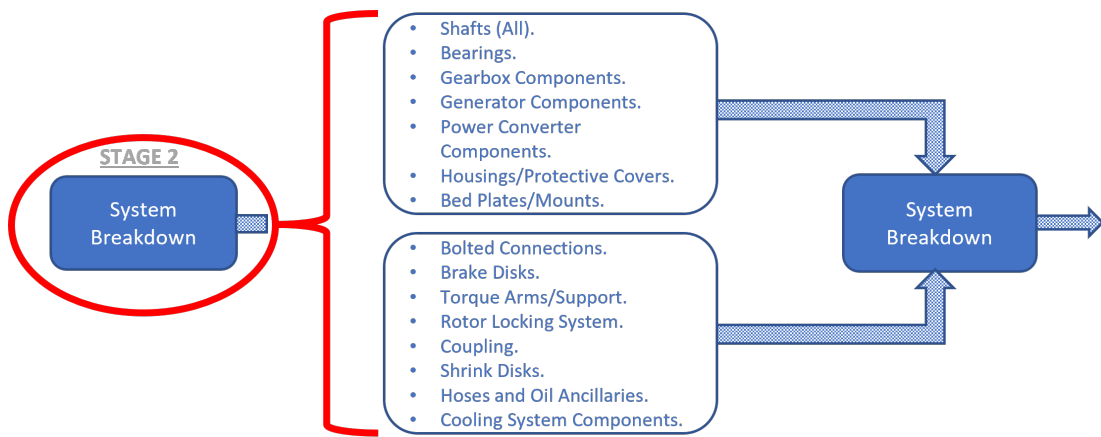 STAGE 2
System
Breakdown
• Shafts (All).
• Bearings.
• Gearbox Components.
• Generator Components.
• Power Converter
Components.
• Housings/Protective Covers.
• Bed Plates/Mounts.
• Bolted Connections.
• Brake Disks.
• Torque Arms/Support.
• Rotor Locking System.
• Coupling.
• Shrink Disks.
• Hoses and Oil Ancillaries.
• Cooling System Components.
System
Breakdown